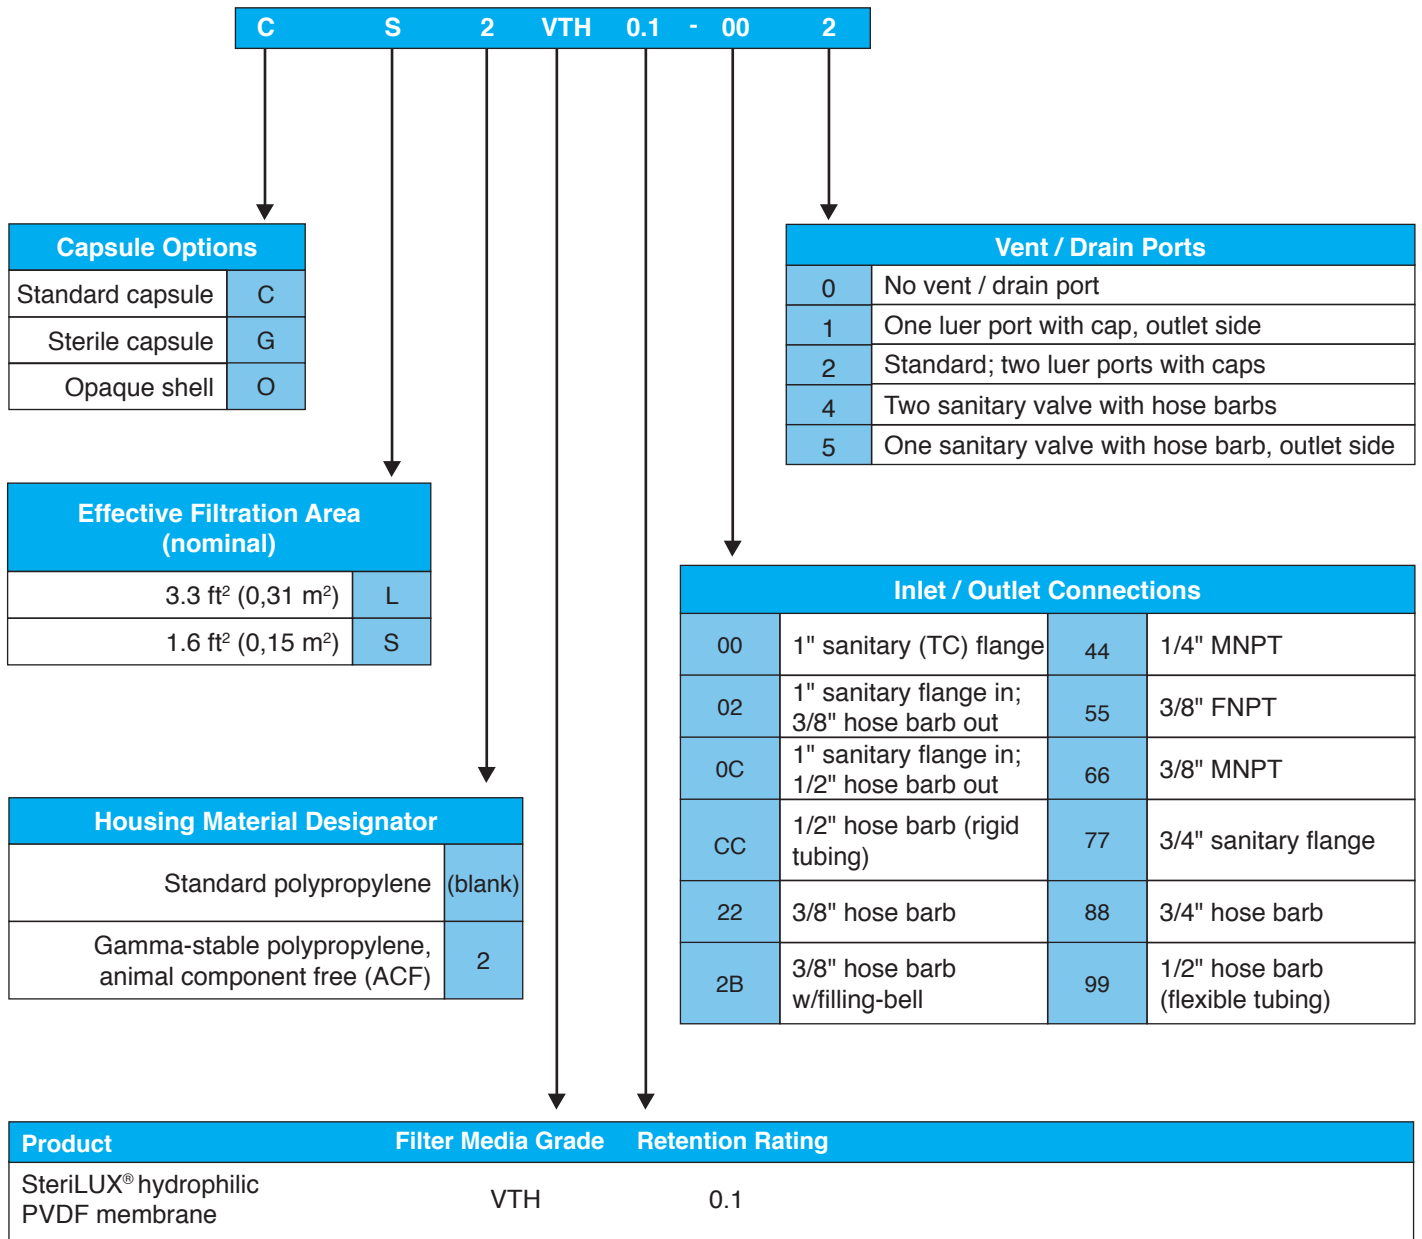 C S 2 VTH 0.1 - 00 2
Capsule Options
Standard capsule C
Sterile capsule G
Opaque shell O
Vent / Drain Ports
0 No vent / drain port
1 One luer port with cap, outlet side
2 Standard; two luer ports with caps
4 Two sanitary valve with hose barbs
5 One sanitary valve with hose barb, outlet side
Effective Filtration Area
(nominal)
3.3 ft² (0,31 m²) L
1.6 ft² (0,15 m²) S
Inlet / Outlet Connections
00 1" sanitary (TC) flange 44 1/4" MNPT
02 1" sanitary flange in;
3/8" hose barb out 55 3/8" FNPT
0C 1" sanitary flange in;
1/2" hose barb out 66 3/8" MNPT
CC 1/2" hose barb (rigid
tubing) 77 3/4" sanitary flange
22 3/8" hose barb 88 3/4" hose barb
2B 3/8" hose barb
w/filling-bell 99 1/2" hose barb
(flexible tubing)
Housing Material Designator
Standard polypropylene (blank)
Gamma-stable polypropylene,
animal component free (ACF) 2
Product Filter Media Grade Retention Rating
SteriLUX® hydrophilic
PVDF membrane VTH 0.1